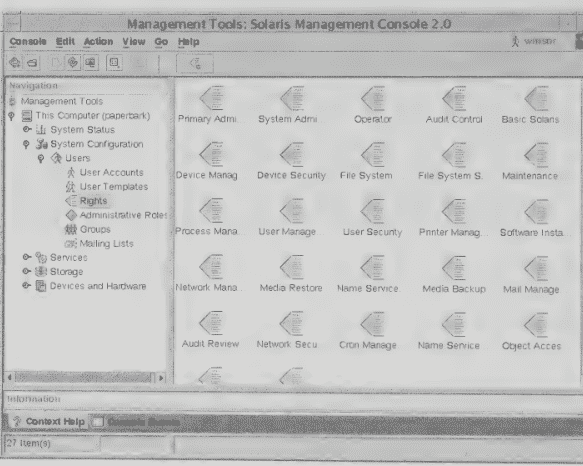 Management Tools: Solaris Management Console 2.0
Console Edit Action View Go Help
winsor
Navigation
Management Tools
This Computer (paperbark)
System Status
System Configuration
Users
User Accounts
User Templates
Rights
Administrative Roles
Groups
Mailing Lists
Services
Storage
Devices and Hardware
Primary Admi... System Admi... Operator Audit Control Basic Solaris
Device Manag... Device Security File System File System S... Maintenance
Process Mana... User Manage... User Security Printer Manag... Software Insta...
Network Mana... Media Restore Name Service Media Backup Mail Manage
Audit Review Network Secu... Cron Manage Name Service Object Acces
Information
Context Help
27 Item(s)